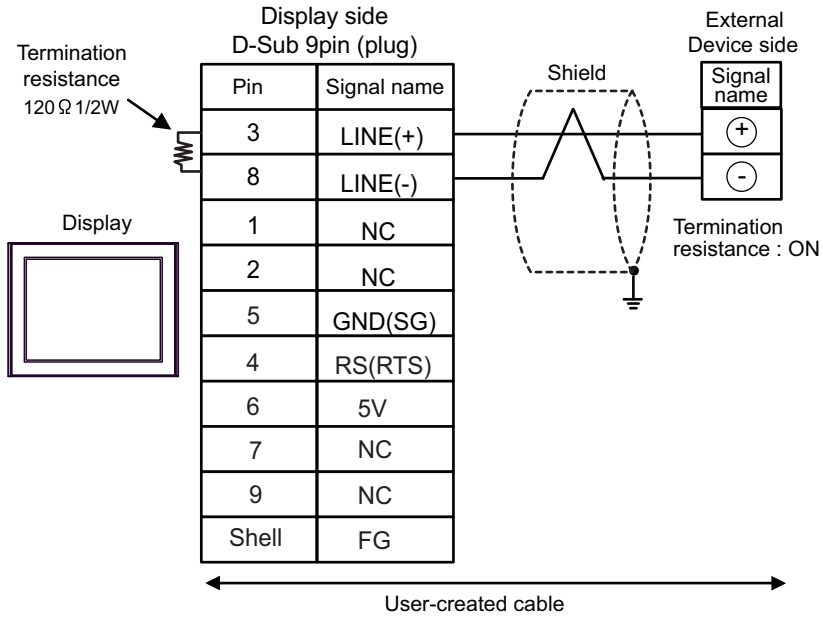 Display side
D-Sub 9pin (plug)
External
Device side
Termination
resistance
120Ω1/2W
Shield
Pin
Signal name
Signal
name
3
LINE(+)
+
8
LINE(-)
-
Display
1
NC
Termination
resistance : ON
2
NC
5
GND(SG)
4
RS(RTS)
6
5V
7
NC
9
NC
Shell
FG
User-created cable